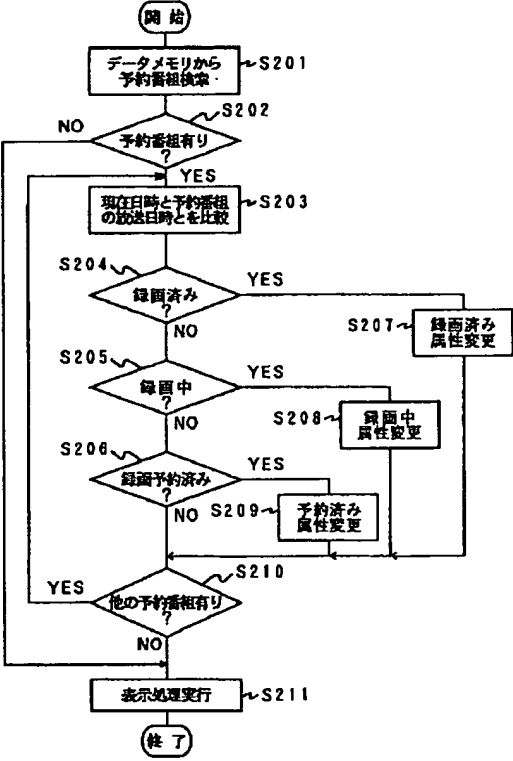 開始
データメモリから
予約番組検索
S201
S202
NO
予約番組有り
?
YES
現在日時と予約番組
の放送日時とを比較
S203
S204
YES
録画済み
?
NO
S207
録画済み
属性変更
S205
YES
録画中
?
NO
S208
録画中
属性変更
S206
YES
録画予約済み
?
NO
S209
予約済み
属性変更
S210
YES
他の予約番組有り
?
NO
表示処理実行
S211
終了